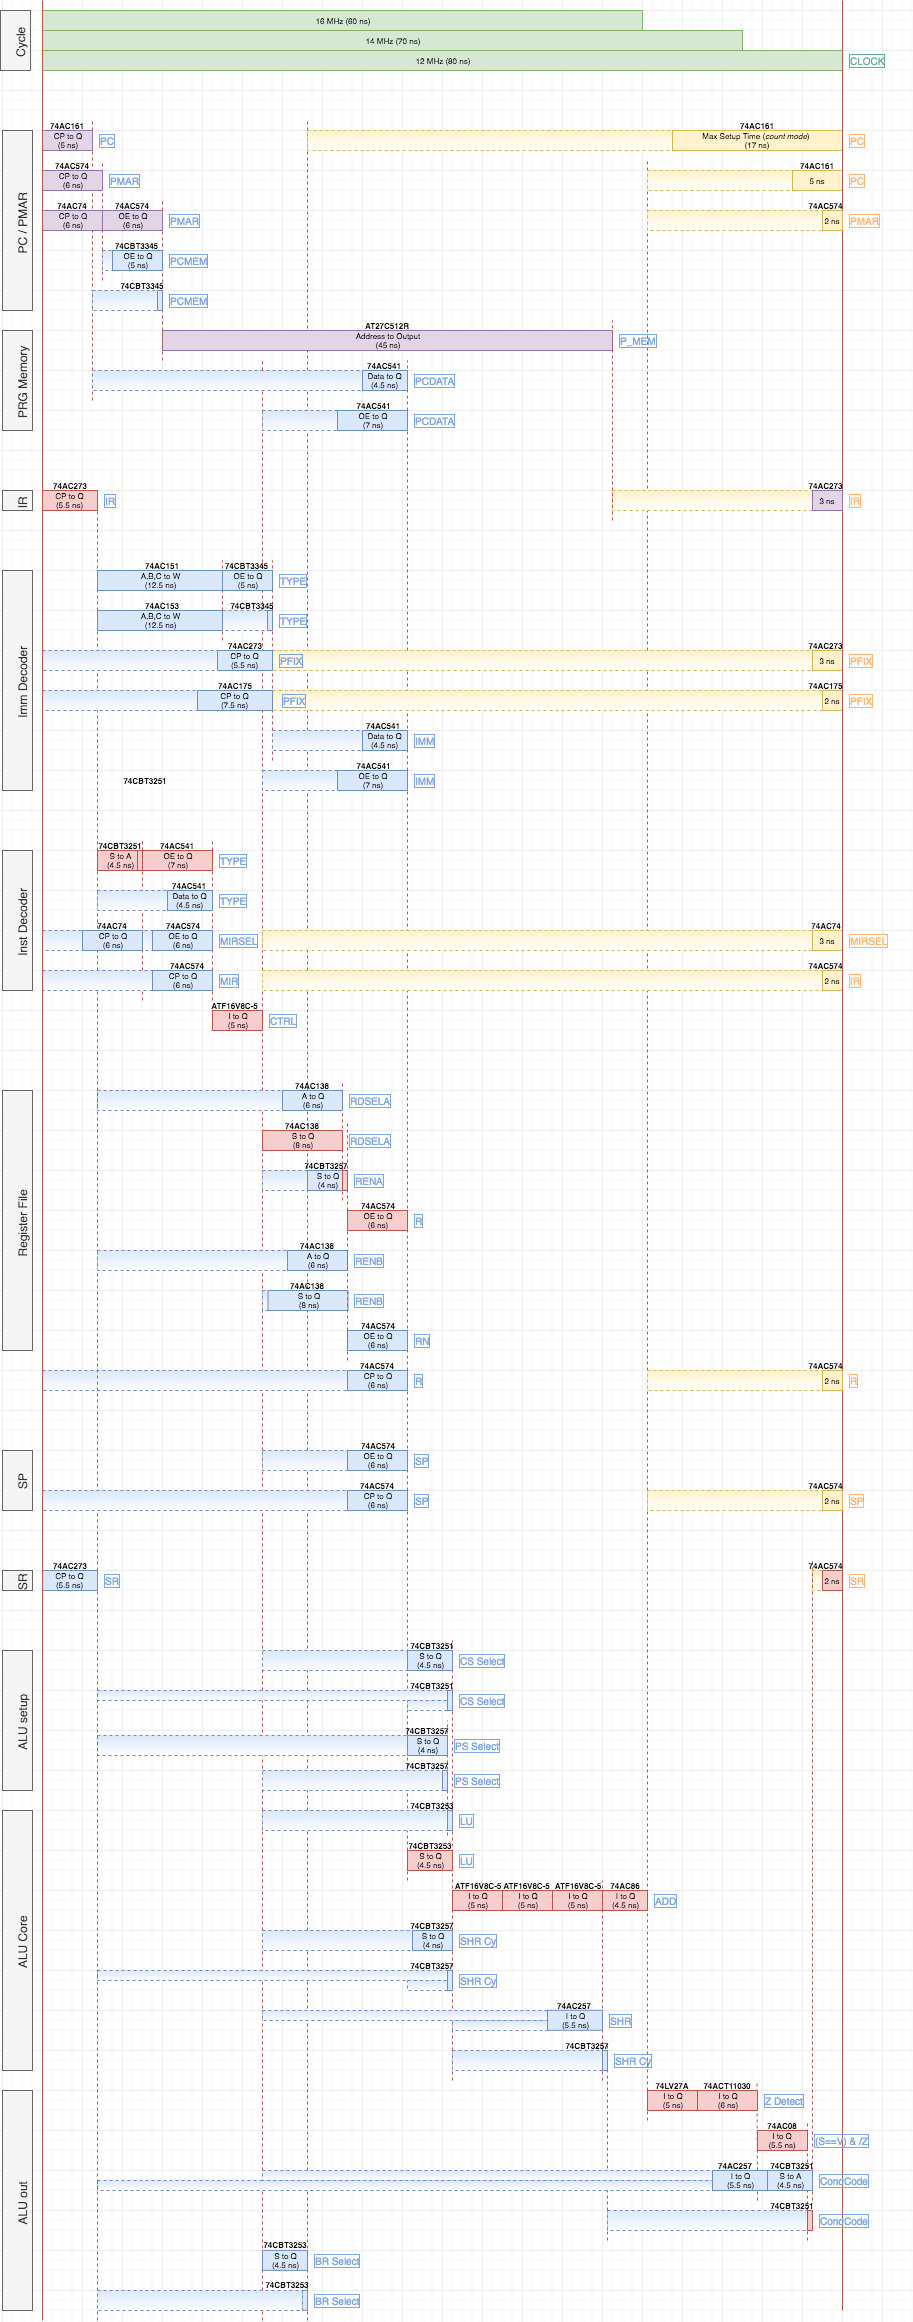 Cycle
16 MHz (60 ns)
14 MHz (70 ns)
12 MHz (80 ns)
CLOCK
PC / PMAR
74AC161
CP to Q
(5 ns)
PC
74AC161
Max Setup Time (count mode)
(17 ns)
PC
74AC574
CP to Q
(6 ns)
PMAR
74AC161
5 ns
PC
74AC74
CP to Q
(6 ns)
74AC574
OE to Q
(6 ns)
PMAR
74AC574
2 ns
PMAR
74CBT3345
OE to Q
(5 ns)
PCMEM
74CBT3345
PCMEM
PRG Memory
AT27C512R
Address to Output
(45 ns)
P_MEM
74AC541
Data to Q
(4.5 ns)
PCDATA
74AC541
OE to Q
(7 ns)
PCDATA
IR
74AC273
CP to Q
(5.5 ns)
IR
74AC273
3 ns
IR
Imm Decoder
74AC151
A,B,C to W
(12.5 ns)
74CBT3345
OE to Q
(5 ns)
TYPE
74AC153
A,B,C to W
(12.5 ns)
74CBT3345
TYPE
74AC273
CP to Q
(5.5 ns)
PFIX
74AC273
3 ns
PFIX
74AC175
CP to Q
(7.5 ns)
PFIX
74AC175
2 ns
PFIX
74AC541
Data to Q
(4.5 ns)
IMM
74CBT3251
74AC541
OE to Q
(7 ns)
IMM
Inst Decoder
74CBT3251
S to A
(4.5 ns)
74AC541
OE to Q
(7 ns)
TYPE
74AC541
Data to Q
(4.5 ns)
TYPE
74AC74
CP to Q
(6 ns)
74AC574
OE to Q
(6 ns)
MIRSEL
74AC74
3 ns
MIRSEL
74AC574
CP to Q
(6 ns)
MIR
74AC574
2 ns
IR
ATF16V8C-5
I to Q
(5 ns)
CTRL
Register File
74AC138
A to Q
(6 ns)
RDSELA
74AC138
S to Q
(8 ns)
RDSELA
74CBT3257
S to Q
(4 ns)
RENA
74AC574
OE to Q
(6 ns)
R
74AC138
A to Q
(6 ns)
RENB
74AC138
S to Q
(8 ns)
RENB
74AC574
OE to Q
(6 ns)
RN
74AC574
CP to Q
(6 ns)
R
74AC574
2 ns
R
SP
74AC574
OE to Q
(6 ns)
SP
74AC574
CP to Q
(6 ns)
SP
74AC574
2 ns
SP
SR
74AC273
CP to Q
(5.5 ns)
SR
74AC574
2 ns
SR
ALU setup
74CBT3251
S to Q
(4.5 ns)
CS Select
74CBT3251
CS Select
74CBT3257
S to Q
(4 ns)
PS Select
74CBT3257
PS Select
ALU Core
74CBT3253
LU
74CBT3253
S to Q
(4.5 ns)
LU
ATF16V8C-5
I to Q
(5 ns)
ATF16V8C-5
I to Q
(5 ns)
ATF16V8C-5
I to Q
(5 ns)
74AC86
I to Q
(4.5 ns)
ADD
74CBT3257
S to Q
(4 ns)
SHR Cy
74CBT3257
SHR Cy
74AC257
I to Q
(5.5 ns)
SHR
74CBT3257
SHR Cy
ALU out
74LV27A
I to Q
(5 ns)
74ACT11030
I to Q
(6 ns)
Z Detect
74AC08
I to Q
(5.5 ns)
(S==V) & /Z
74AC257
I to Q
(5.5 ns)
74CBT3251
S to A
(4.5 ns)
CondCode
74CBT3251
CondCode
74CBT3253
S to Q
(4.5 ns)
BR Select
74CBT3253
BR Select